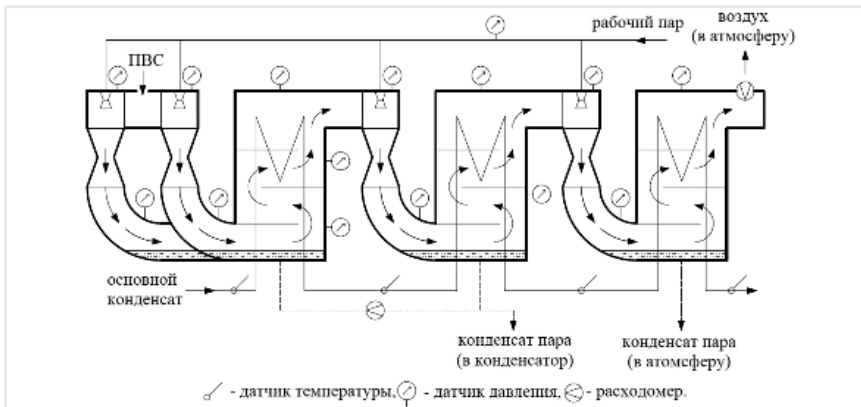 рабочий пар
воздух
(в атмосферу)
ПВС
основной
конденсат
конденсат пара
(в конденсатор)
конденсат пара
(в атомсферу)
- датчик температуры, - датчик давления, - расходомер.